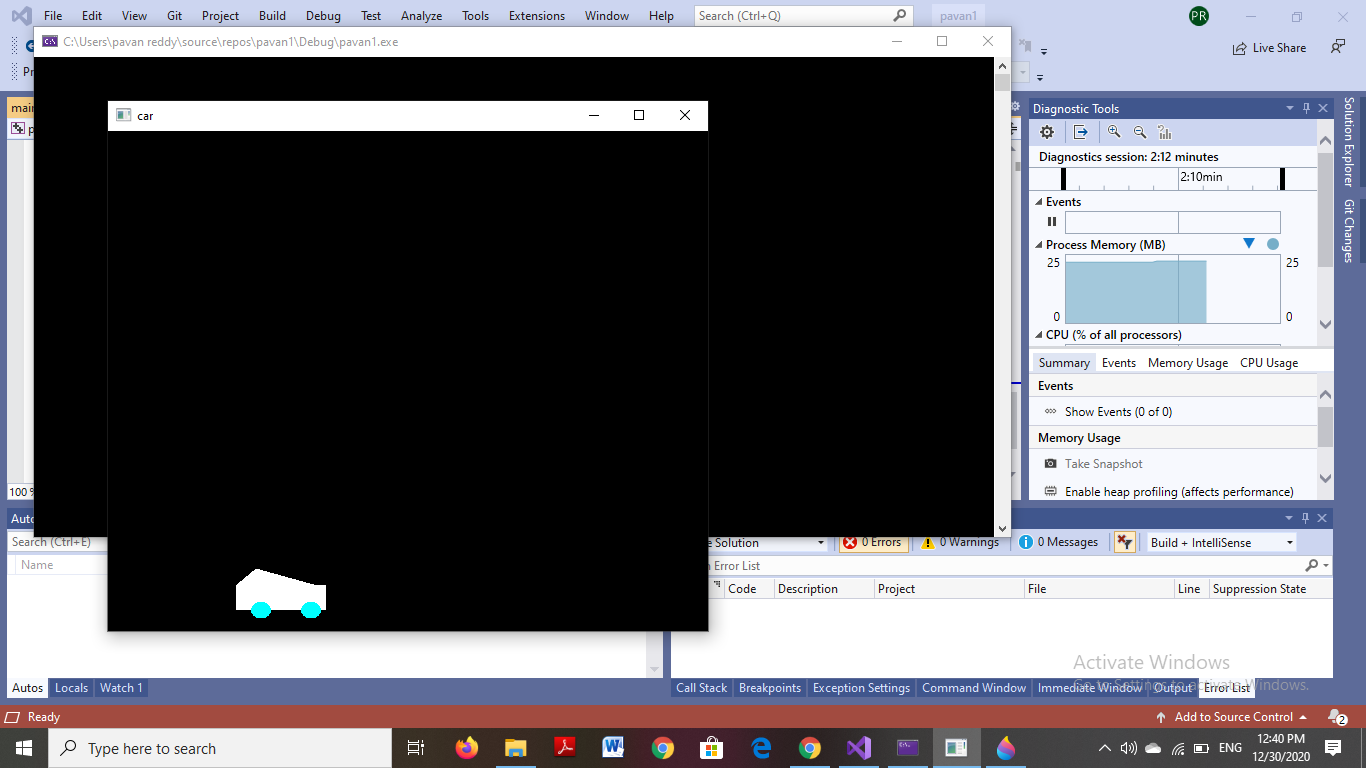 File Edit View Git Project Build Debug Test Analyze Tools Extensions Window Help Search (Ctrl+Q) pavan1 PR
C:\Users\pavan reddy\source\repos\pavan1\Debug\pavan1.exe
Live Share
car
Diagnostic Tools
Diagnostics session: 2:12 minutes
2:10min
Events
Process Memory (MB)
25 25
0 0
CPU (% of all processors)
Summary Events Memory Usage CPU Usage
Events
Show Events (0 of 0)
Memory Usage
Take Snapshot
Enable heap profiling (affects performance)
Solution Explorer
Git Changes
100 %
Search (Ctrl+E)
Name
Solution 0 Errors 0 Warnings 0 Messages Build + IntelliSense
Error List
Code Description Project File Line Suppression State
Activate Windows
Go to Settings to activate Windows.
Autos Locals Watch 1
Call Stack Breakpoints Exception Settings Command Window Immediate Window Output Error List
Ready Add to Source Control 2
Type here to search
ENG
12:40 PM
12/30/2020